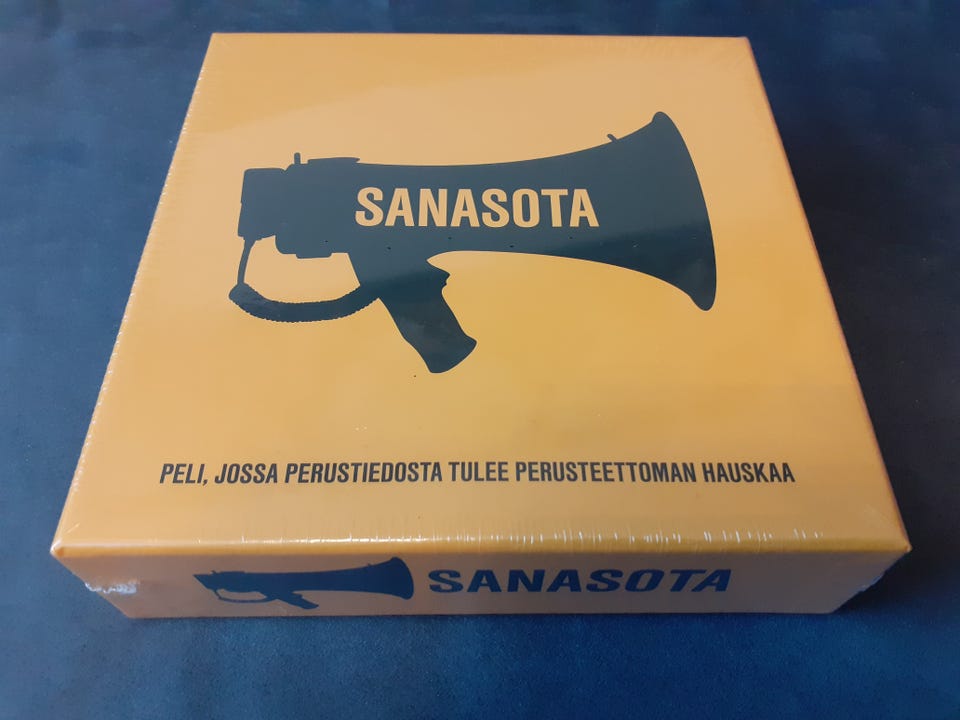 SANASOTA
PELI, JOSSA PERUSTIEDOSTA TULEE PERUSTEETTOMAN HAUSKAA
SANASOTA